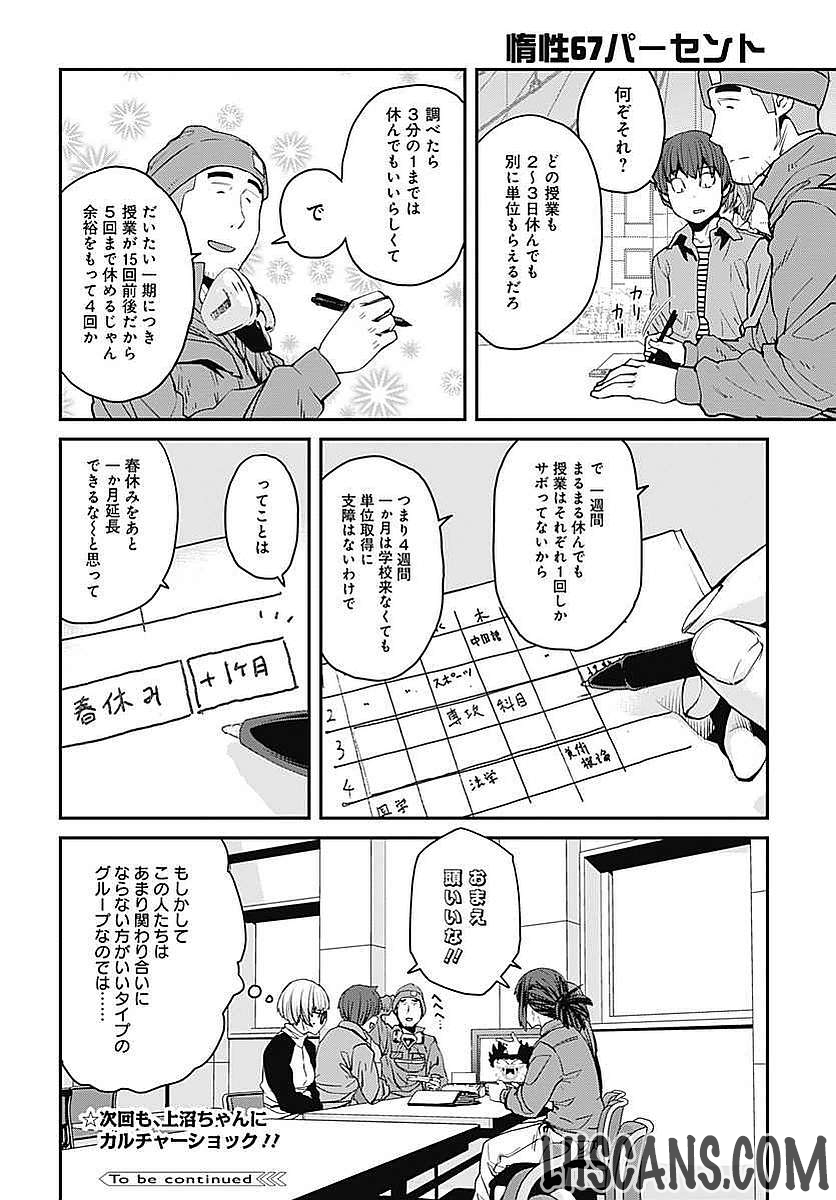 惰性67パーセント
何ぞそれ?
どの授業も
2〜3日休んでも
別に単位もらえるだろ
カリ
カリ
調べたら
3分の1までは
休んでもいいらしくて
で
だいたい一期につき
授業が15回前後だから
5回まで休めるじゃん
余裕をもって4回か
で 一週間
まるまる休んでも
授業はそれぞれ1回しか
サボってないから
つまり4週間
一か月は学校来なくても
単位取得に
支障はないわけで
木
中国語
スポーツ
2
専攻 科目
3
美術
概論
4
法学
ってことは
春休みをあと
一か月延長
できるな〜と思って
春休み
+1ヶ月
おまえ
頭いいな!!
もしかして
この人たちは
あまり関わり合いに
ならない方がいいタイプの
グループなのでは……
☆次回も、上沼ちゃんに
カルチャーショック!!
To be continued
LHSCANS.COM